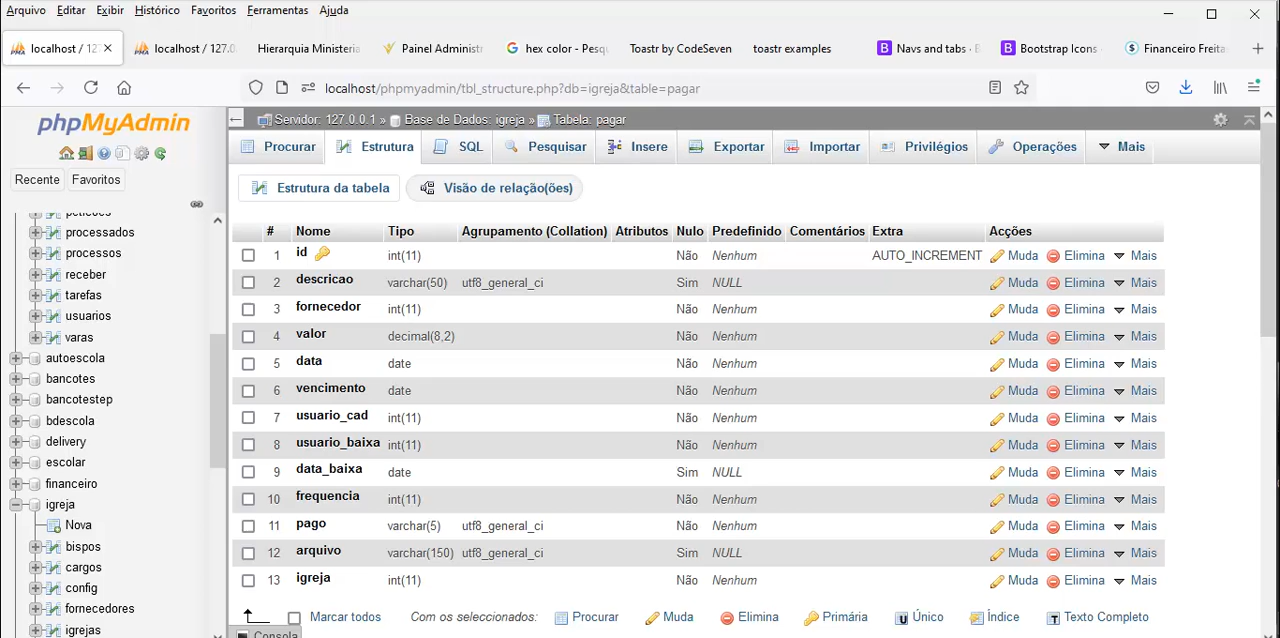 Arquivo Editar Exibir Histórico Favoritos Ferramentas Ajuda
localhost / 127 localhost / 127.0. Hierarquia Ministeria Painel Administr hex color - Pesqu Toastr by CodeSeven toastr examples Navs and tabs · B Bootstrap Icons · Financeiro Freitas
localhost/phpmyadmin/tbl_structure.php?db=igreja&table=pagar
phpMyAdmin
Recente Favoritos
peticoes
processados
processos
receber
tarefas
usuarios
varas
autoescola
bancotes
bancotestep
bdescola
delivery
escolar
financeiro
igreja
Nova
bispos
cargos
config
fornecedores
igrejas
Servidor: 127.0.0.1 » Base de Dados: igreja » Tabela: pagar
Procurar Estrutura SQL Pesquisar Insere Exportar Importar Privilégios Operações Mais
Estrutura da tabela Visão de relação(ões)
# Nome Tipo Agrupamento (Collation) Atributos Nulo Predefinido Comentários Extra Acções
1 id int(11) Não Nenhum AUTO_INCREMENT Muda Elimina Mais
2 descricao varchar(50) utf8_general_ci Sim NULL Muda Elimina Mais
3 fornecedor int(11) Não Nenhum Muda Elimina Mais
4 valor decimal(8,2) Não Nenhum Muda Elimina Mais
5 data date Não Nenhum Muda Elimina Mais
6 vencimento date Não Nenhum Muda Elimina Mais
7 usuario_cad int(11) Não Nenhum Muda Elimina Mais
8 usuario_baixa int(11) Não Nenhum Muda Elimina Mais
9 data_baixa date Sim NULL Muda Elimina Mais
10 frequencia int(11) Não Nenhum Muda Elimina Mais
11 pago varchar(5) utf8_general_ci Não Nenhum Muda Elimina Mais
12 arquivo varchar(150) utf8_general_ci Sim NULL Muda Elimina Mais
13 igreja int(11) Não Nenhum Muda Elimina Mais
Marcar todos Com os seleccionados: Procurar Muda Elimina Primária Único Índice Texto Completo
Consola